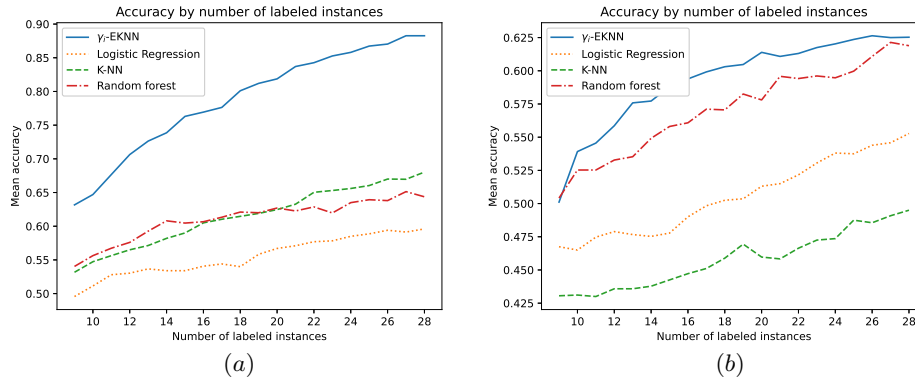 Accuracy by number of labeled instances
0.90
0.85
0.80
0.75
0.70
0.65
0.60
0.55
0.50
Mean accuracy
γi-EKNN
Logistic Regression
K-NN
Random forest
10 12 14 16 18 20 22 24 26 28
Number of labeled instances
(a)
Accuracy by number of labeled instances
0.625
0.600
0.575
0.550
0.525
0.500
0.475
0.450
0.425
Mean accuracy
γi-EKNN
Logistic Regression
K-NN
Random forest
10 12 14 16 18 20 22 24 26 28
Number of labeled instances
(b)